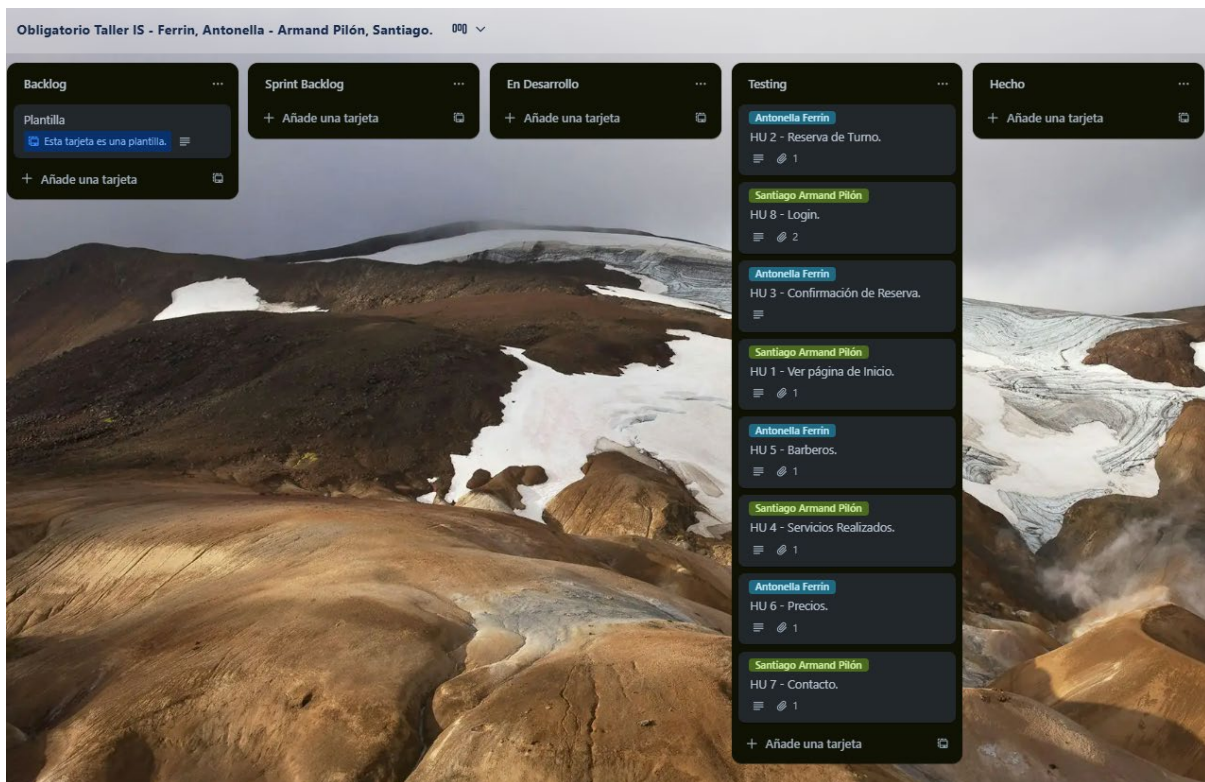 Obligatorio Taller IS - Ferrin, Antonella - Armand Pilón, Santiago.
Backlog
Plantilla
Esta tarjeta es una plantilla.
+ Añade una tarjeta
Sprint Backlog
+ Añade una tarjeta
En Desarrollo
+ Añade una tarjeta
Testing
Antonella Ferrin
HU 2 - Reserva de Turno.
1
Santiago Armand Pilón
HU 8 - Login.
2
Antonella Ferrin
HU 3 - Confirmación de Reserva.
Santiago Armand Pilón
HU 1 - Ver página de Inicio.
1
Antonella Ferrin
HU 5 - Barberos.
1
Santiago Armand Pilón
HU 4 - Servicios Realizados.
1
Antonella Ferrin
HU 6 - Precios.
1
Santiago Armand Pilón
HU 7 - Contacto.
1
+ Añade una tarjeta
Hecho
+ Añade una tarjeta